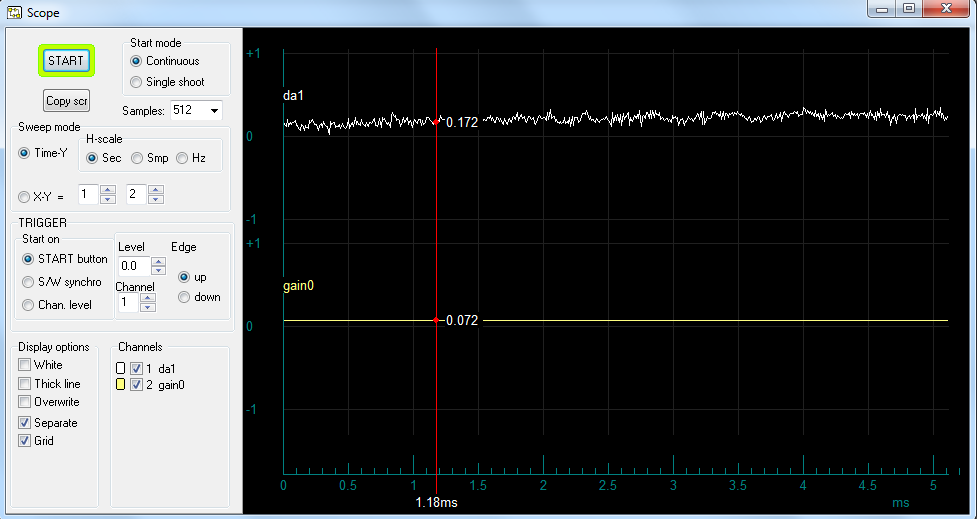 Scope
START
Copy scr
Start mode
Continuous
Single shoot
Samples: 512
Sweep mode
Time-Y
H-scale
Sec Smp Hz
X-Y = 1 2
TRIGGER
Start on
START button
S/W synchro
Chan. level
Level
0.0
Channel
1
Edge
up
down
Display options
White
Thick line
Overwrite
Separate
Grid
Channels
1 da1
2 gain0
+1
da1
0
0.172
-1
+1
gain0
0
0.072
-1
0 0.5 1 1.5 2 2.5 3 3.5 4 4.5 5
1.18ms
ms